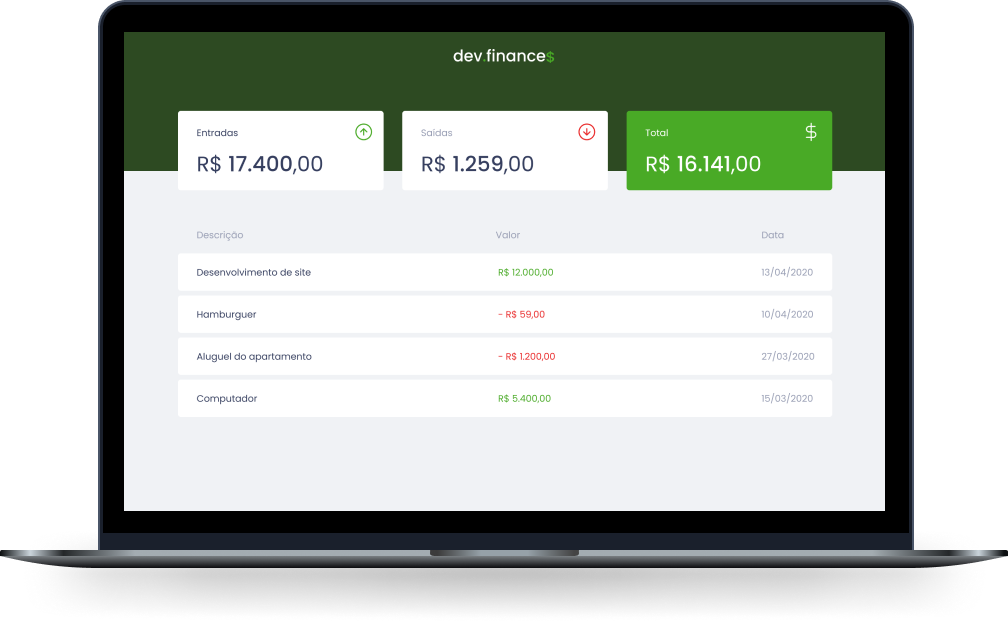 dev.finance$
Entradas
R$ 17.400,00
Saídas
R$ 1.259,00
Total
$
R$ 16.141,00
Descrição Valor Data
Desenvolvimento de site R$ 12.000,00 13/04/2020
Hamburguer - R$ 59,00 10/04/2020
Aluguel do apartamento - R$ 1.200,00 27/03/2020
Computador R$ 5.400,00 15/03/2020